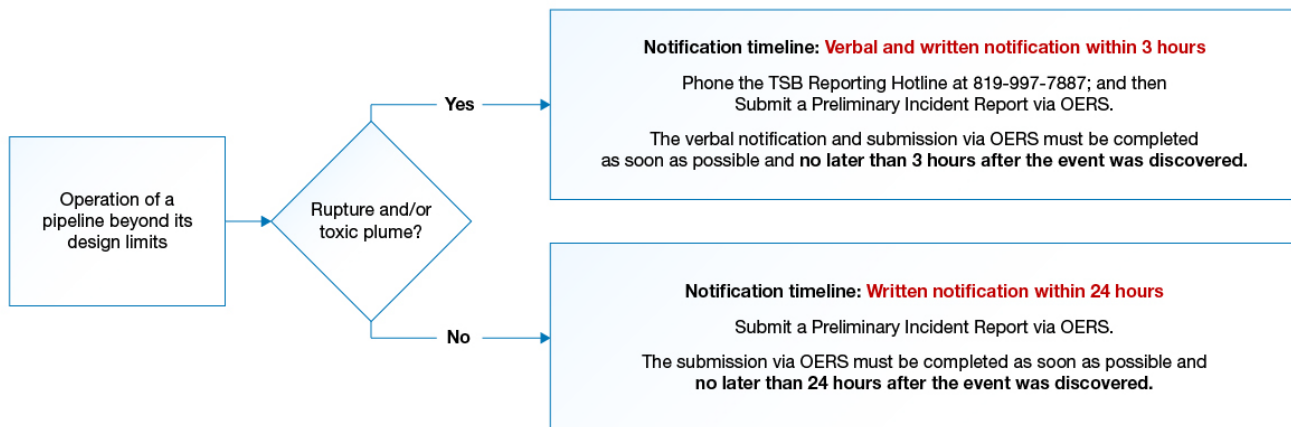 Operation of a
pipeline beyond its
design limits
Rupture and/or
toxic plume?
Yes
Notification timeline: Verbal and written notification within 3 hours
Phone the TSB Reporting Hotline at 819-997-7887; and then
Submit a Preliminary Incident Report via OERS.
The verbal notification and submission via OERS must be completed
as soon as possible and no later than 3 hours after the event was discovered.
No
Notification timeline: Written notification within 24 hours
Submit a Preliminary Incident Report via OERS.
The submission via OERS must be completed as soon as possible and
no later than 24 hours after the event was discovered.